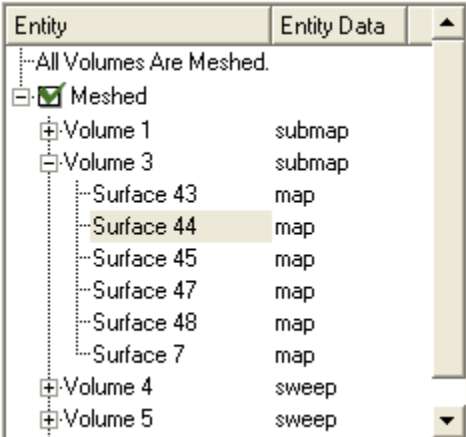 Entity Entity Data
All Volumes Are Meshed.
Meshed
Volume 1 submap
Volume 3 submap
Surface 43 map
Surface 44 map
Surface 45 map
Surface 47 map
Surface 48 map
Surface 7 map
Volume 4 sweep
Volume 5 sweep